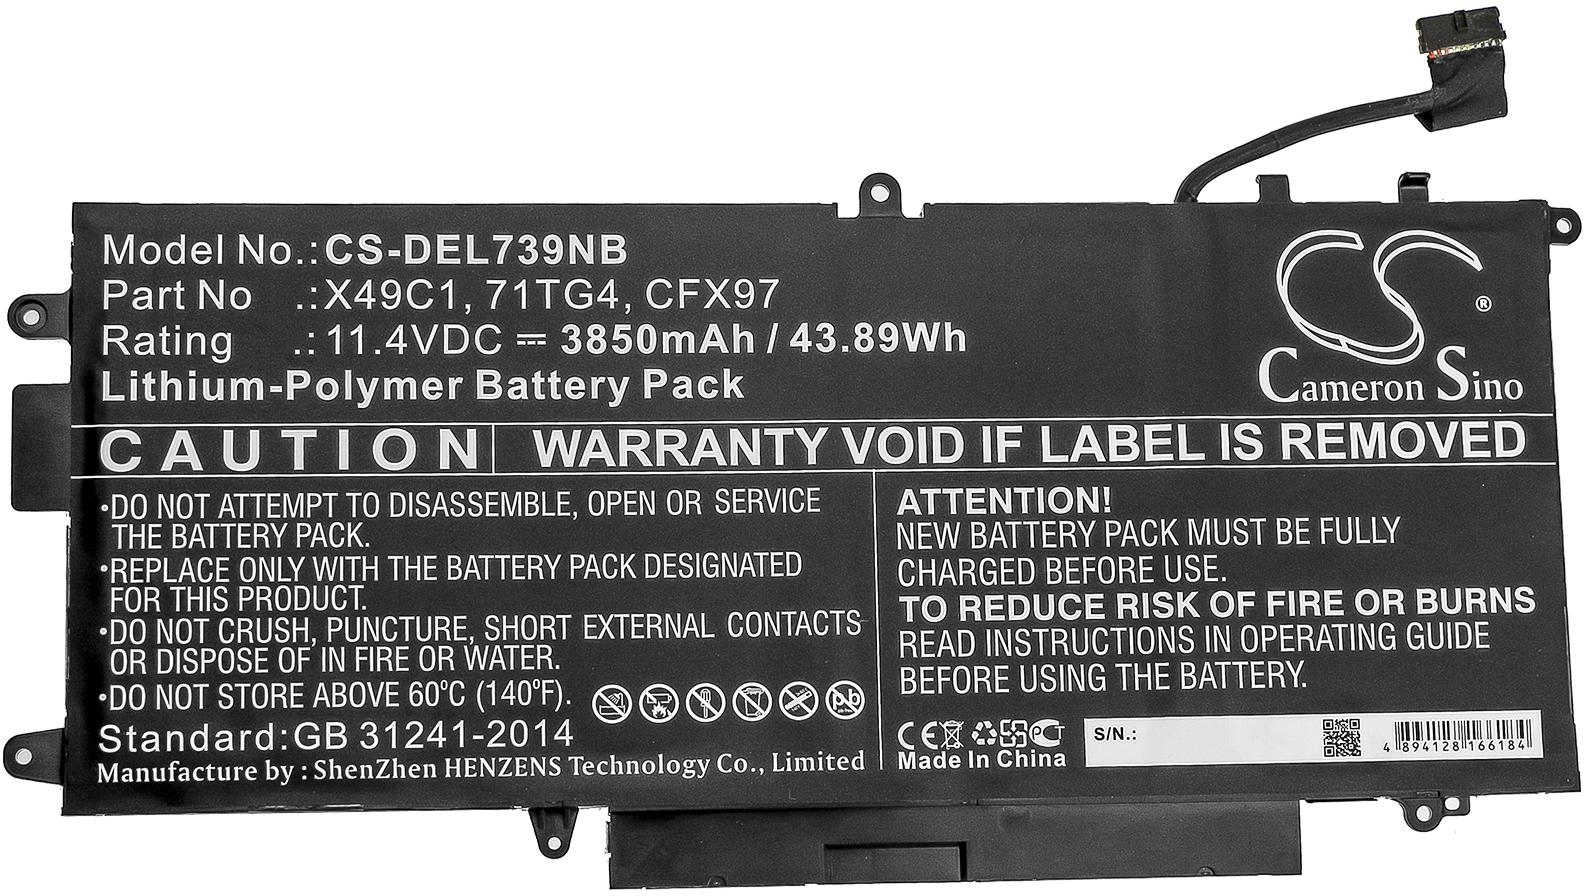 Model No.:CS-DEL739NB
Part No .:X49C1, 71TG4, CFX97
Rating .:11.4VDC ⎓ 3850mAh / 43.89Wh
Lithium-Polymer Battery Pack
CS
®
Cameron Sino
CAUTION
WARRANTY VOID IF LABEL IS REMOVED
·DO NOT ATTEMPT TO DISASSEMBLE, OPEN OR SERVICE
THE BATTERY PACK.
·REPLACE ONLY WITH THE BATTERY PACK DESIGNATED
FOR THIS PRODUCT.
·DO NOT CRUSH, PUNCTURE, SHORT EXTERNAL CONTACTS
OR DISPOSE OF IN FIRE OR WATER.
·DO NOT STORE ABOVE 60ºC (140ºF).
Standard:GB 31241-2014
Manufacture by : ShenZhen HENZENS Technology Co., Limited
ATTENTION!
NEW BATTERY PACK MUST BE FULLY
CHARGED BEFORE USE.
TO REDUCE RISK OF FIRE OR BURNS
READ INSTRUCTIONS IN OPERATING GUIDE
BEFORE USING THE BATTERY.
CE PCT
Made In China
S/N.:
4 894128 166184